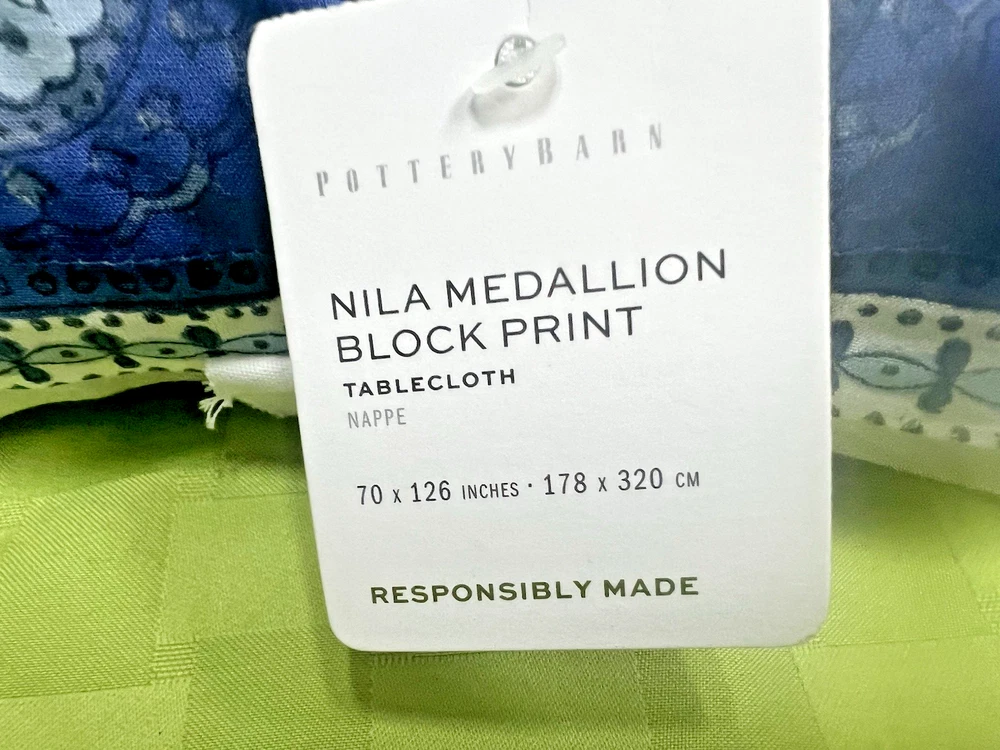 POTTERYBARN
NILA MEDALLION
BLOCK PRINT
TABLECLOTH
NAPPE
70 x 126 INCHES · 178 x 320 CM
RESPONSIBLY MADE